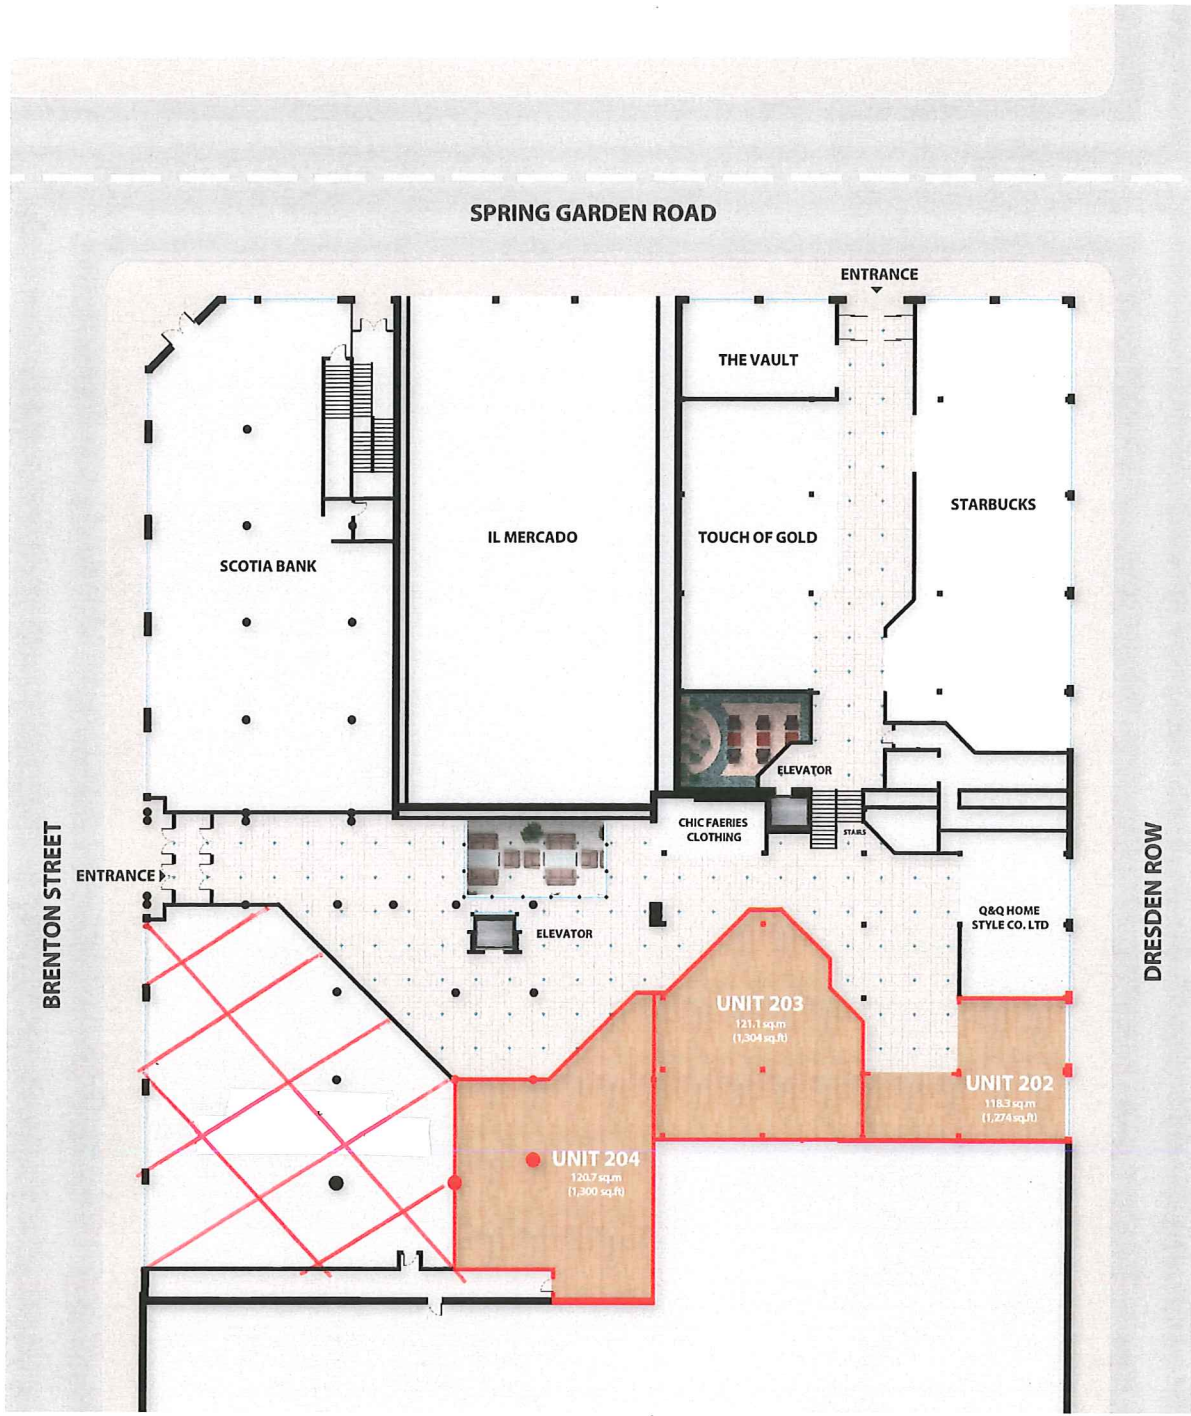 SPRING GARDEN ROAD
ENTRANCE
THE VAULT
STARBUCKS
IL MERCADO
TOUCH OF GOLD
SCOTIA BANK
ELEVATOR
CHIC FAERIES
CLOTHING
STAIRS
BRENTON STREET
ENTRANCE
DRESDEN ROW
Q&Q HOME
STYLE CO. LTD
ELEVATOR
UNIT 203
121.1 sq.m
(1,304 sq.ft)
UNIT 202
118.3 sq.m
(1,274 sq.ft)
UNIT 204
120.7 sq.m
(1,300 sq.ft)